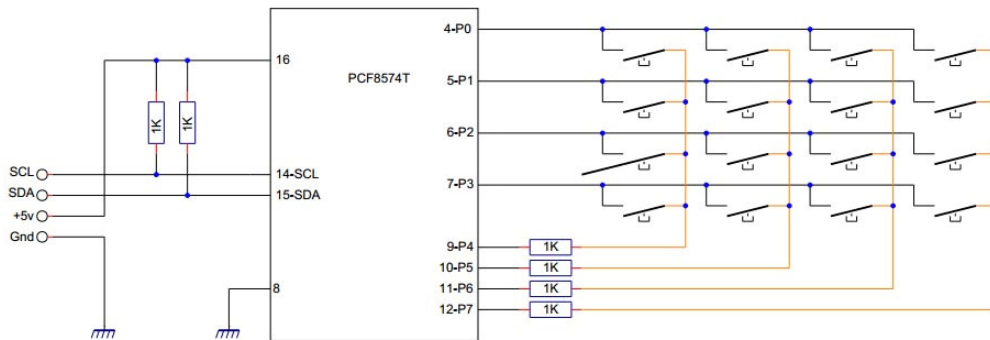 4-P0
16
PCF8574T
5-P1
1K
1K
6-P2
SCL
14-SCL
SDA
15-SDA
7-P3
+5v
Gnd
9-P4
1K
10-P5
1K
8
11-P6
1K
12-P7
1K